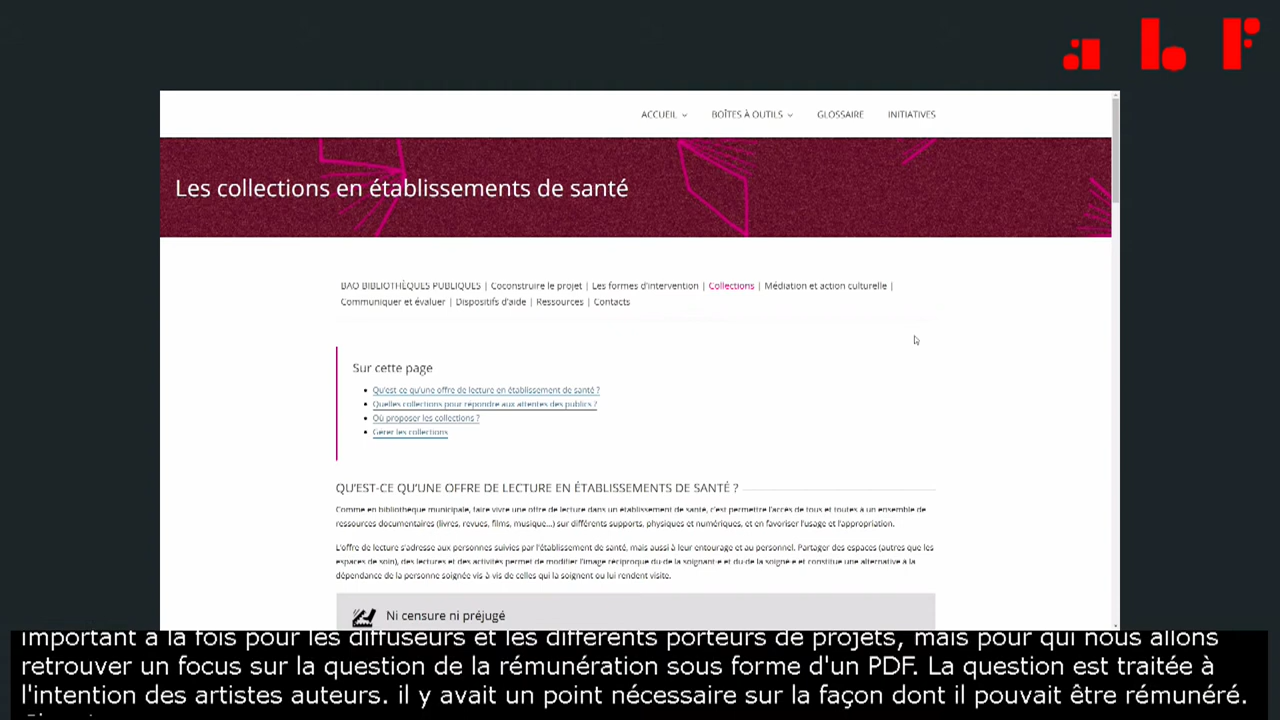 abf
ACCUEIL BOÎTES À OUTILS GLOSSAIRE INITIATIVES
Les collections en établissements de santé
BAO BIBLIOTHÈQUES PUBLIQUES | Coconstruire le projet | Les formes d'intervention | Collections | Médiation et action culturelle |
Communiquer et évaluer | Dispositifs d'aide | Ressources | Contacts
Sur cette page
Qu'est ce qu'une offre de lecture en établissement de santé ?
Quelles collections pour répondre aux attentes des publics ?
Où proposer les collections ?
Gérer les collections
QU'EST-CE QU'UNE OFFRE DE LECTURE EN ÉTABLISSEMENTS DE SANTÉ ?
Comme en bibliothèque municipale, faire vivre une offre de lecture dans un établissement de santé, c'est permettre l'accès de tous et toutes à un ensemble de
ressources documentaires (livres, revues, films, musique...) sur différents supports, physiques et numériques, et en favoriser l'usage et l'appropriation.
L'offre de lecture s'adresse aux personnes suivies par l'établissement de santé, mais aussi à leur entourage et au personnel. Partager des espaces (autres que les
espaces de soin), des lectures et des activités permet de modifier l'image réciproque du·de la soignant·e et du·de la soigné·e et constitue une alternative à la
dépendance de la personne soignée vis à vis de celles qui la soignent ou lui rendent visite.
Ni censure ni préjugé
important à la fois pour les diffuseurs et les différents porteurs de projets, mais pour qui nous allons
retrouver un focus sur la question de la rémunération sous forme d'un PDF. La question est traitée à
l'intention des artistes auteurs. il y avait un point nécessaire sur la façon dont il pouvait être rémunéré.